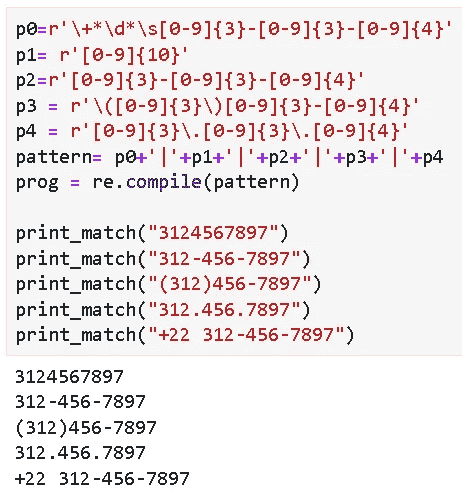 p0=r'\+*\d*\s[0-9]{3}-[0-9]{3}-[0-9]{4}'
p1= r'[0-9]{10}'
p2=r'[0-9]{3}-[0-9]{3}-[0-9]{4}'
p3 = r'\([0-9]{3}\)[0-9]{3}-[0-9]{4}'
p4 = r'[0-9]{3}\.[0-9]{3}\.[0-9]{4}'
pattern= p0+'|'+p1+'|'+p2+'|'+p3+'|'+p4
prog = re.compile(pattern)
print_match("3124567897")
print_match("312-456-7897")
print_match("(312)456-7897")
print_match("312.456.7897")
print_match("+22 312-456-7897")
3124567897
312-456-7897
(312)456-7897
312.456.7897
+22 312-456-7897